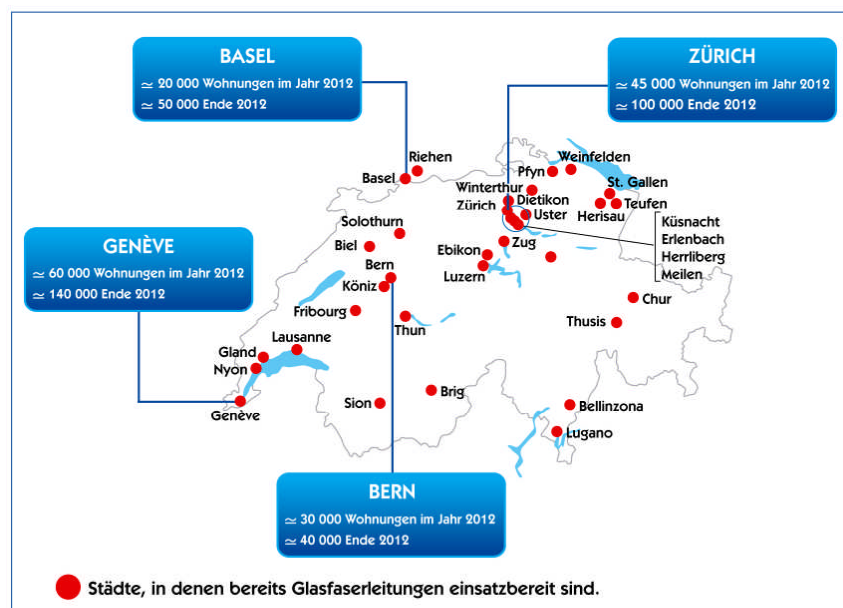 BASEL
≃ 20 000 Wohnungen im Jahr 2012
≃ 50 000 Ende 2012
ZÜRICH
≃ 45 000 Wohnungen im Jahr 2012
≃ 100 000 Ende 2012
GENÈVE
≃ 60 000 Wohnungen im Jahr 2012
≃ 140 000 Ende 2012
BERN
≃ 30 000 Wohnungen im Jahr 2012
≃ 40 000 Ende 2012
Riehen
Basel
Pfyn
Weinfelden
St. Gallen
Winterthur
Dietikon
Teufen
Zürich
Uster
Herisau
Küsnacht
Erlenbach
Herrliberg
Meilen
Solothurn
Biel
Zug
Ebikon
Luzern
Bern
Köniz
Fribourg
Thun
Chur
Thusis
Lausanne
Gland
Nyon
Genève
Sion
Brig
Bellinzona
Lugano
Städte, in denen bereits Glasfaserleitungen einsatzbereit sind.